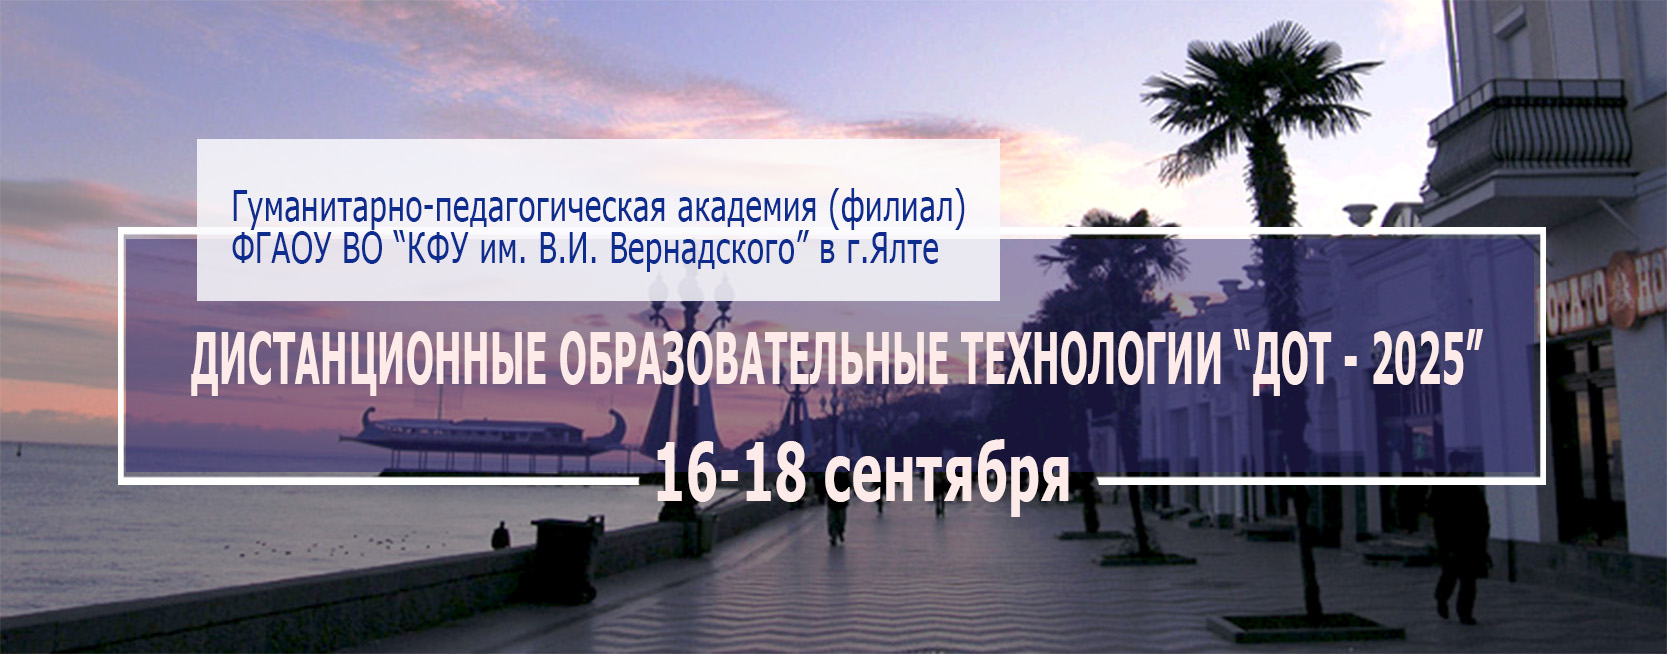 Гуманитарно-педагогическая академия (филиал)
ФГАОУ ВО “КФУ им. В.И. Вернадского” в г.Ялте
ДИСТАНЦИОННЫЕ ОБРАЗОВАТЕЛЬНЫЕ ТЕХНОЛОГИИ “ДОТ - 2025”
16-18 сентября